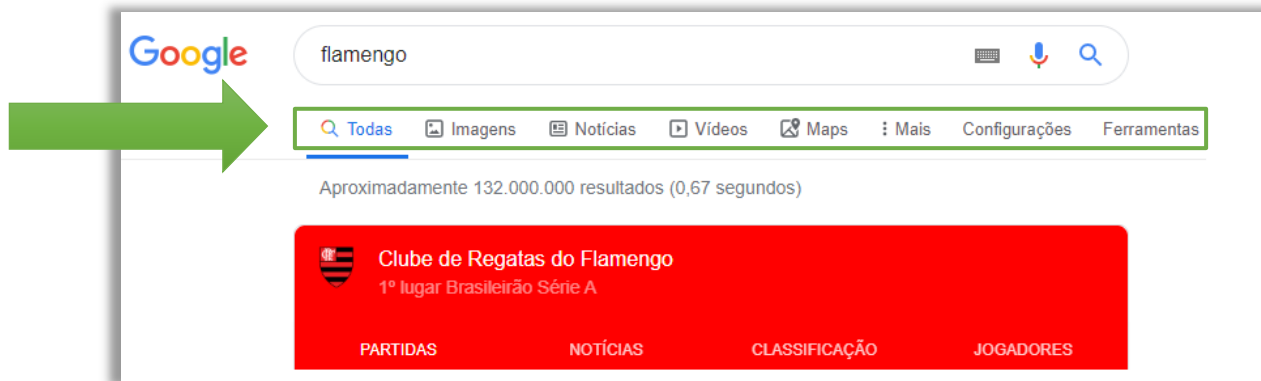 Google flamengo
Todas Imagens Notícias Vídeos Maps Mais Configurações Ferramentas
Aproximadamente 132.000.000 resultados (0,67 segundos)
Clube de Regatas do Flamengo
1º lugar Brasileirão Série A
PARTIDAS NOTÍCIAS CLASSIFICAÇÃO JOGADORES